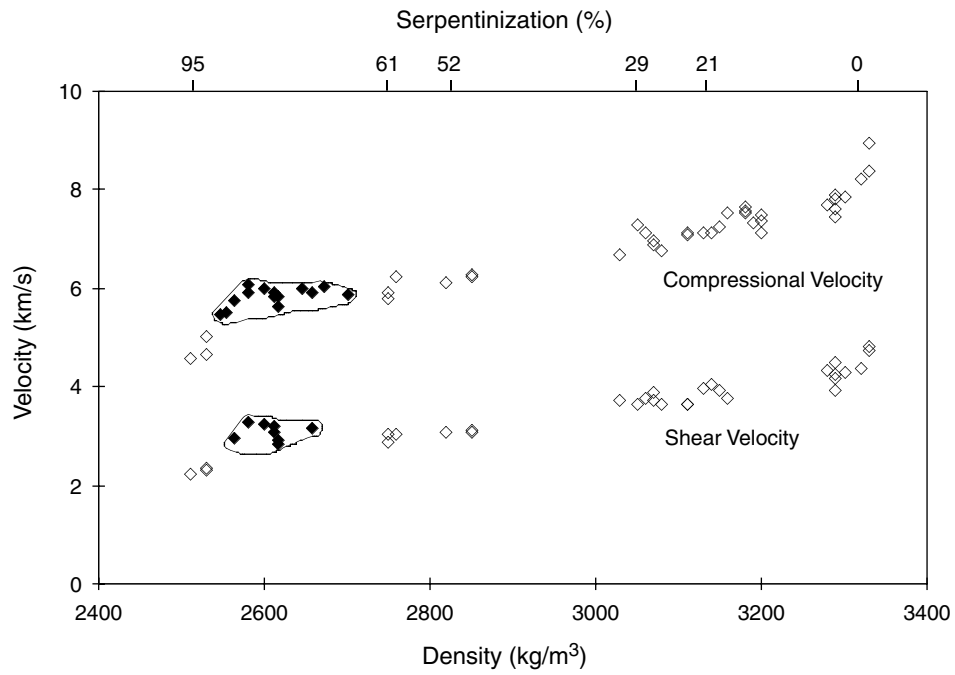 Serpentinization (%)
95 61 52 29 21 0
10
8
6
4
2
0
Velocity (km/s)
Compressional Velocity
Shear Velocity
2400 2600 2800 3000 3200 3400
Density (kg/m³)